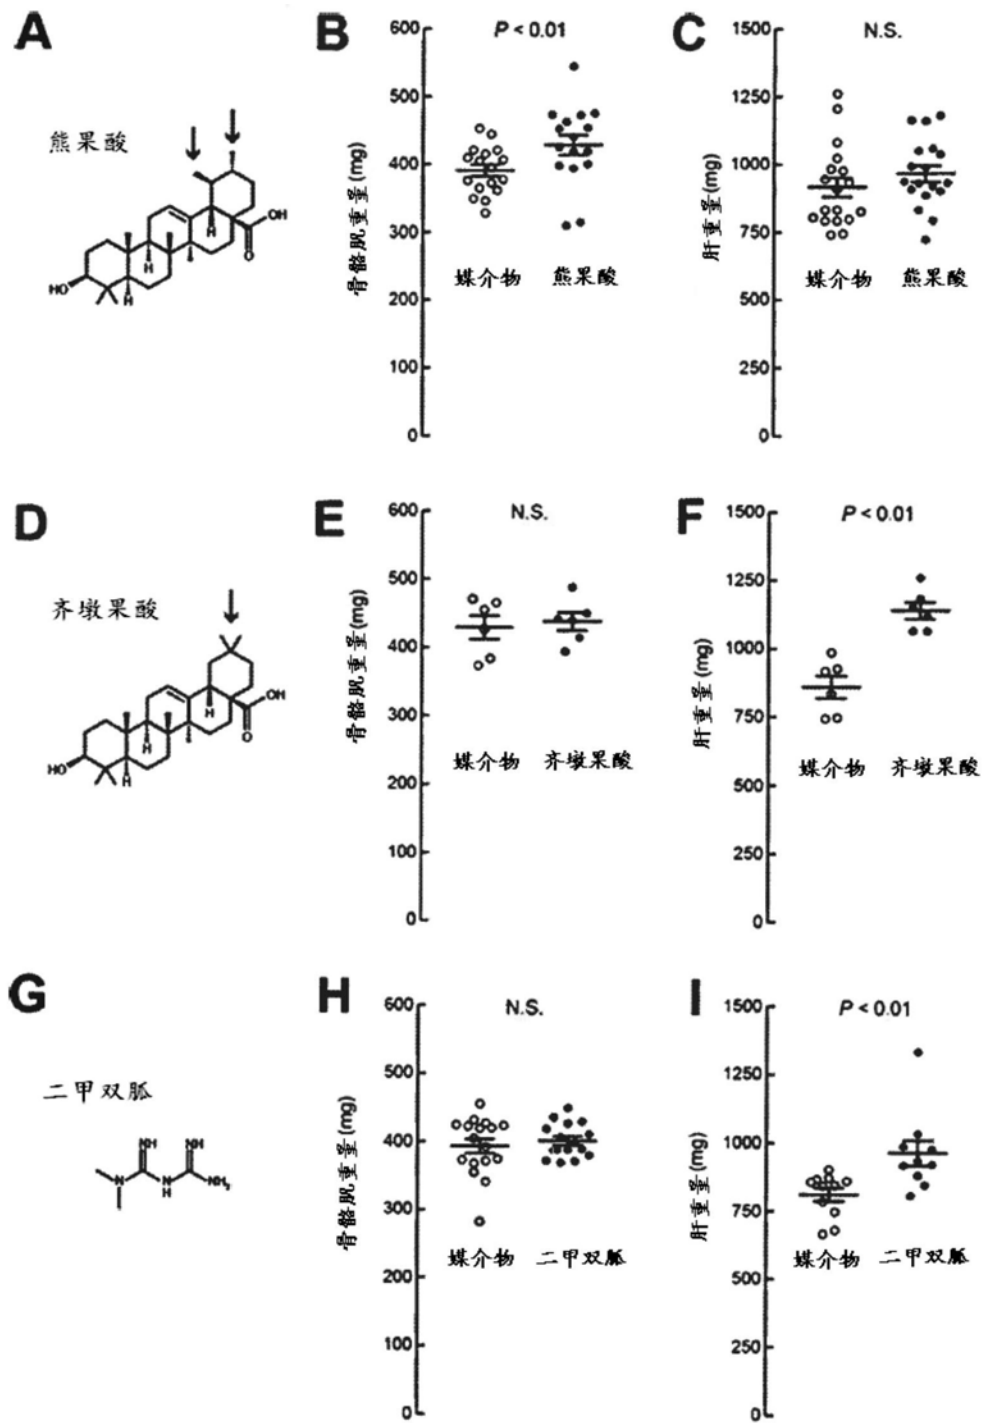 A
熊果酸
OH
O
H
H
HO
H
B
P < 0.01
600
500
400
300
200
100
0
骨骼肌重量(mg)
媒介物 熊果酸
C
N.S.
1500
1250
1000
750
500
250
0
肝重量(mg)
媒介物 熊果酸
D
齐墩果酸
OH
O
H
H
HO
H
E
N.S.
600
500
400
300
200
100
0
骨骼肌重量(mg)
媒介物 齐墩果酸
F
P < 0.01
1500
1250
1000
750
500
250
0
肝重量(mg)
媒介物 齐墩果酸
G
二甲双胍
NH NH
N N NH₂
H
H
N.S.
600
500
400
300
200
100
0
骨骼肌重量(mg)
媒介物 二甲双胍
I
P < 0.01
1500
1250
1000
750
500
250
0
肝重量(mg)
媒介物 二甲双胍